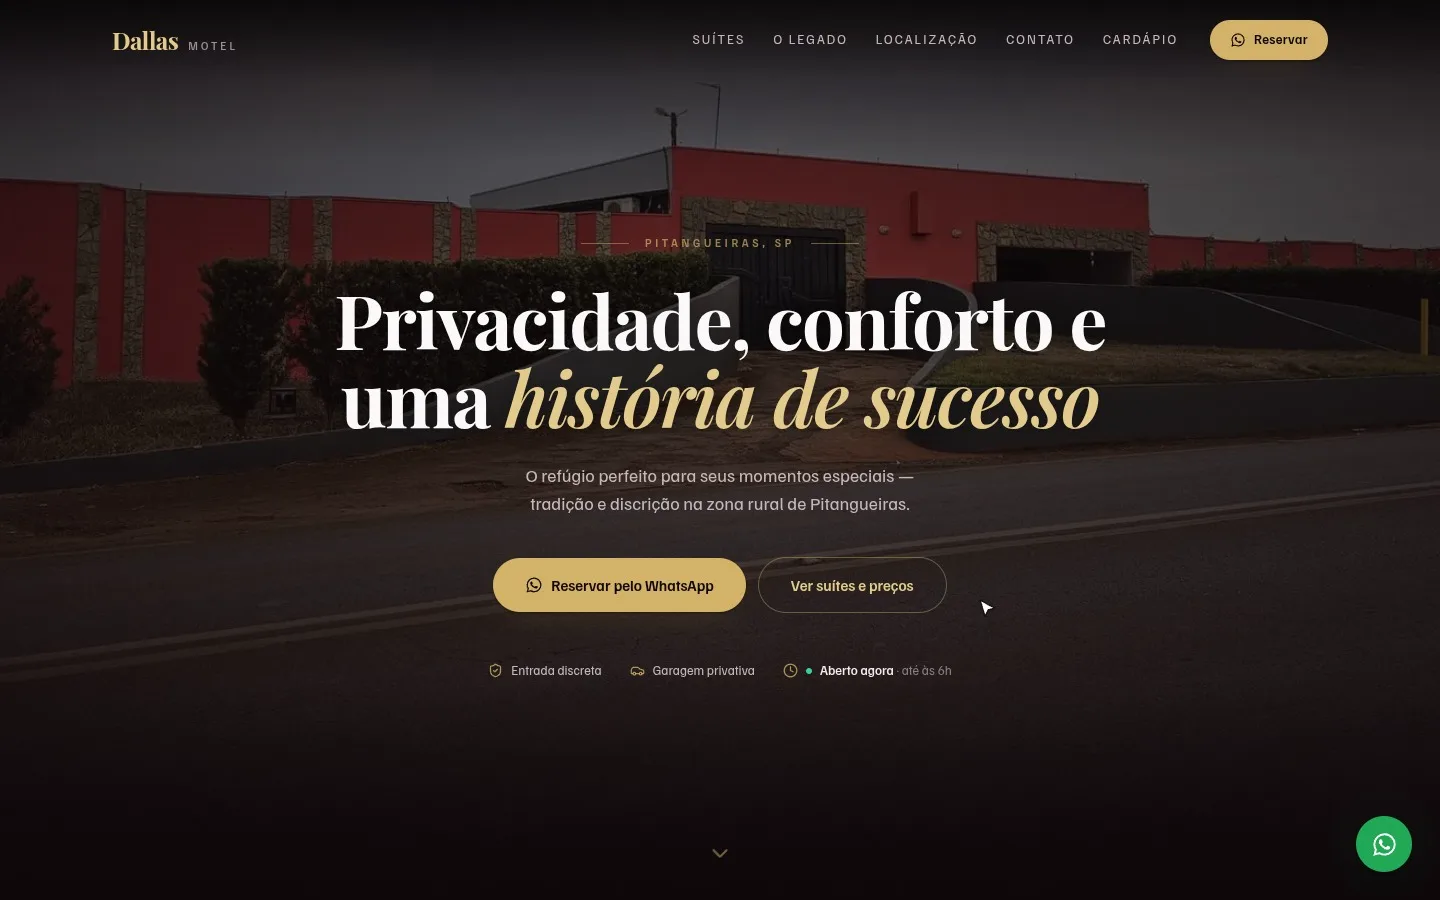 Dallas MOTEL
SUÍTES
O LEGADO
LOCALIZAÇÃO
CONTATO
CARDÁPIO
Reservar
PITANGUEIRAS, SP
Privacidade, conforto e
uma história de sucesso
O refúgio perfeito para seus momentos especiais —
tradição e discrição na zona rural de Pitangueiras.
Reservar pelo WhatsApp
Ver suítes e preços
Entrada discreta
Garagem privativa
Aberto agora · até às 6h